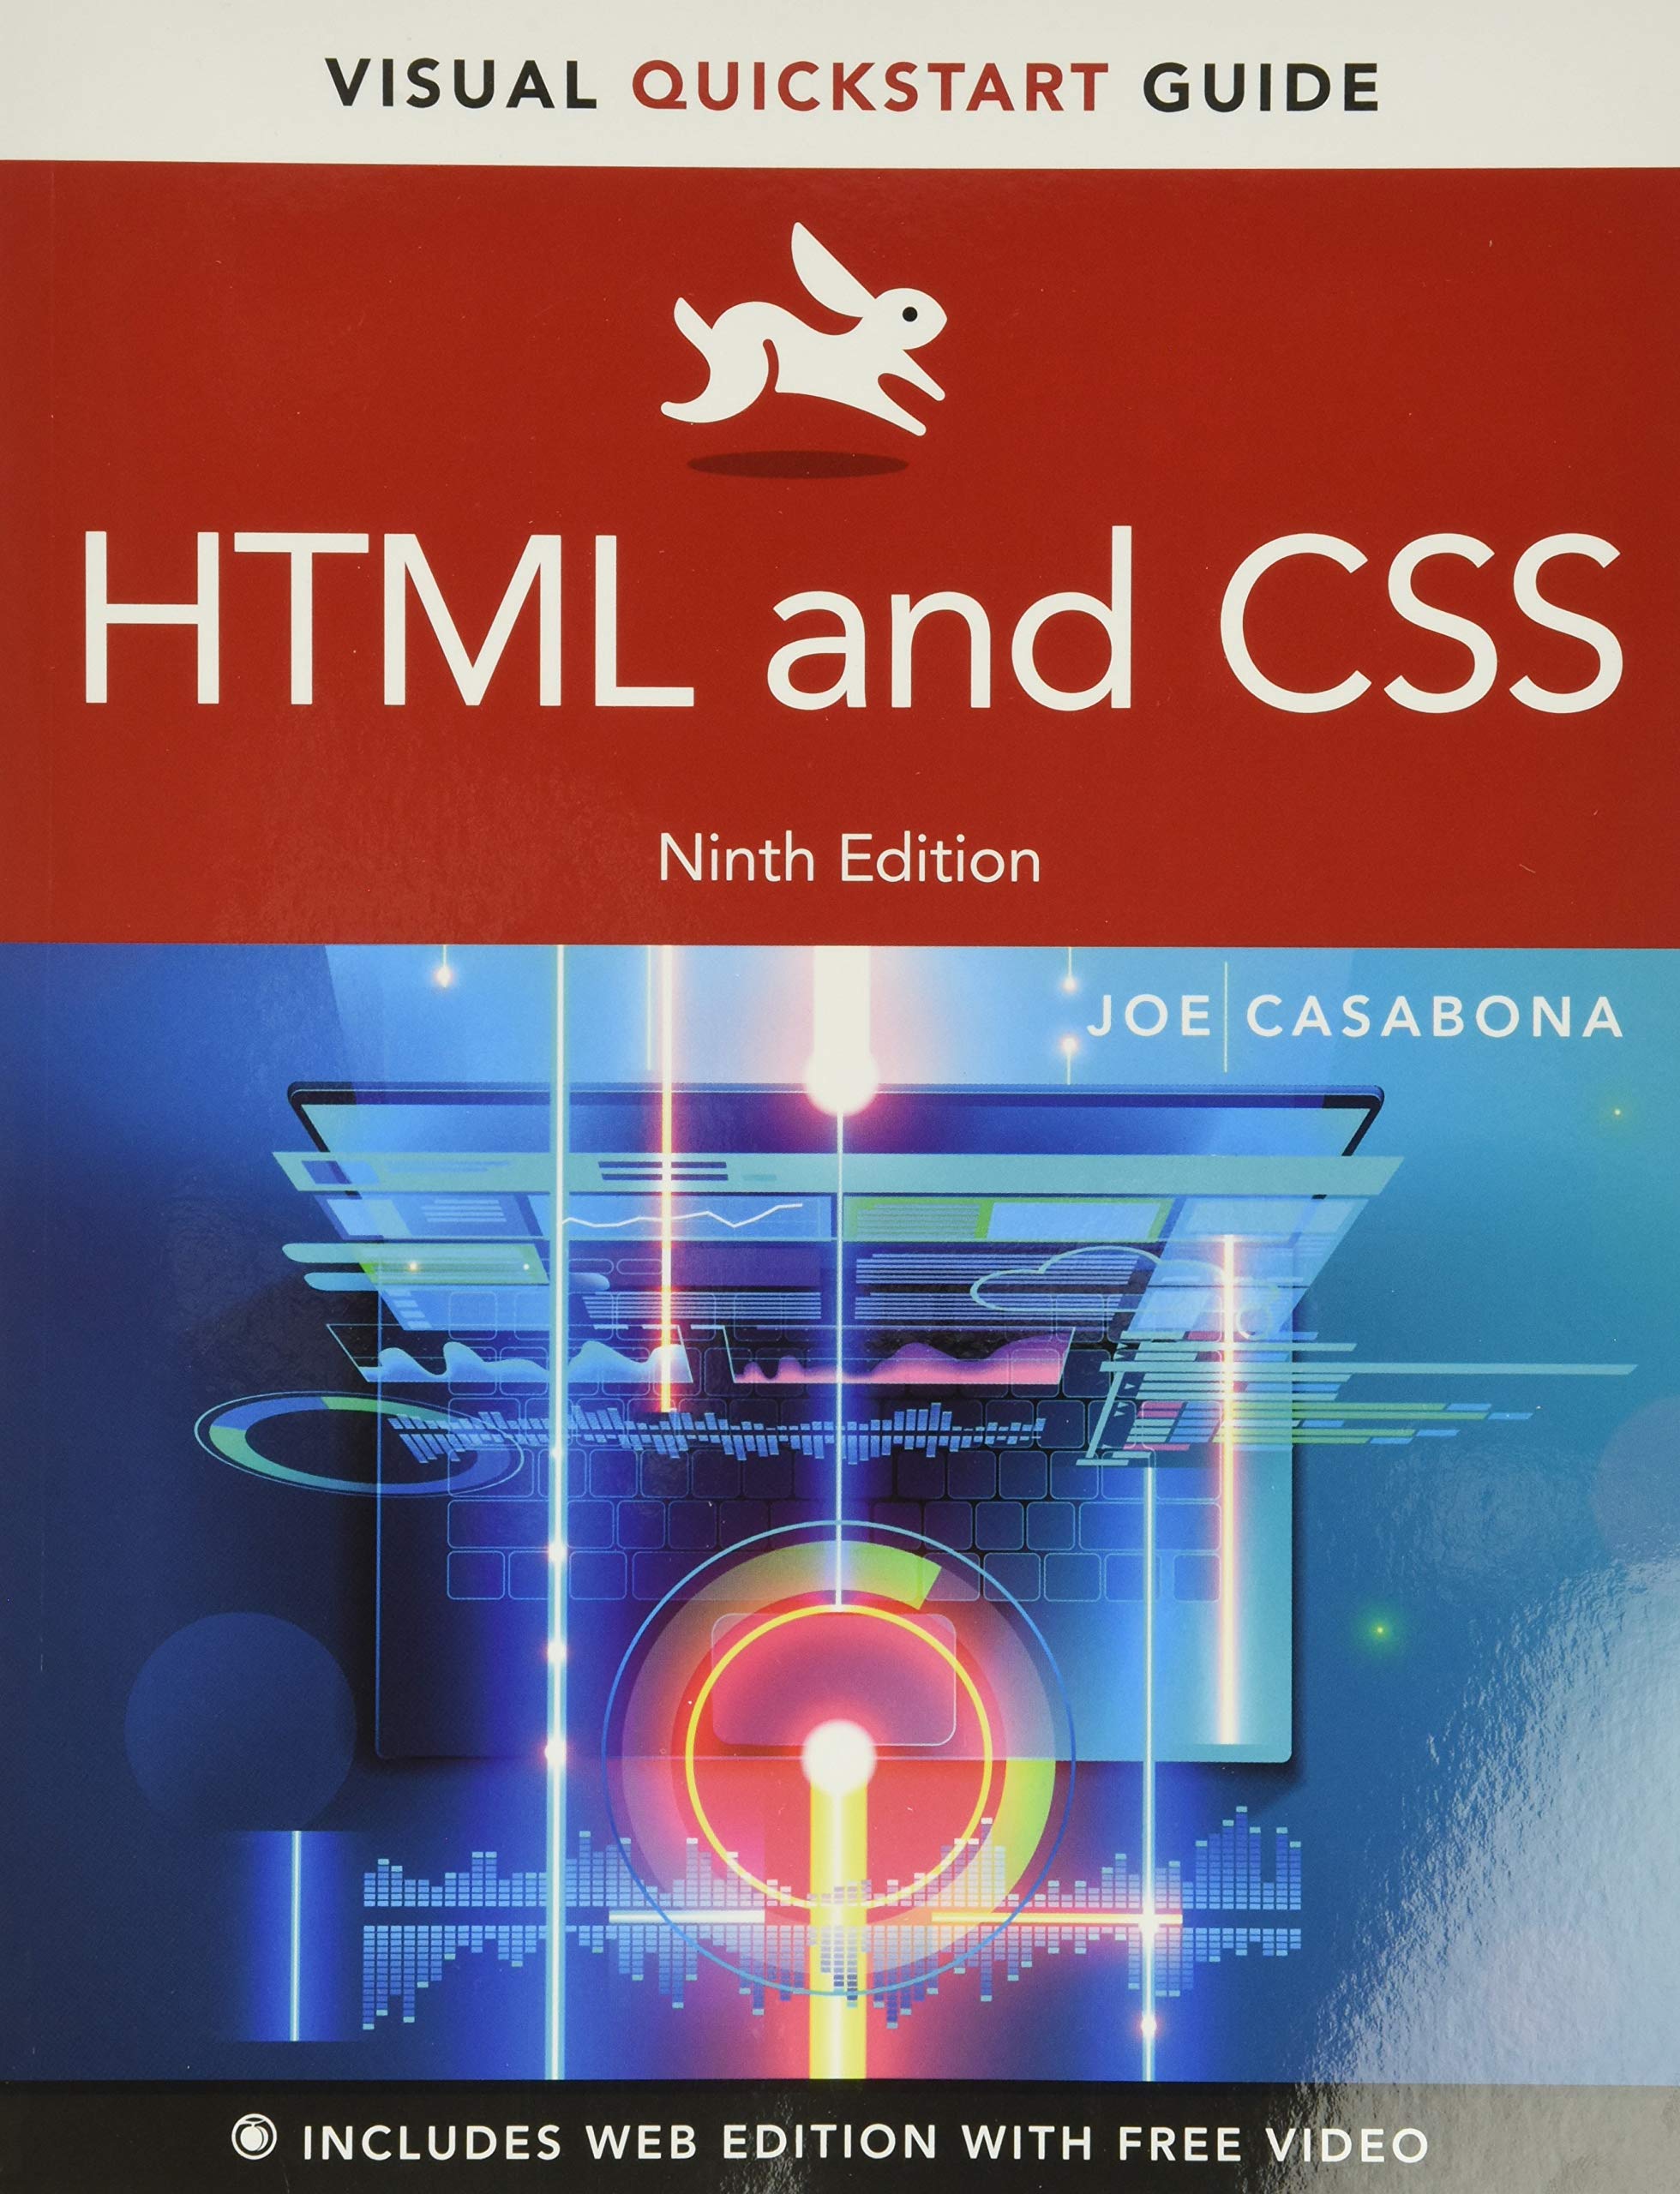 VISUAL QUICKSTART GUIDE
HTML and CSS
Ninth Edition
JOE CASABONA
INCLUDES WEB EDITION WITH FREE VIDEO